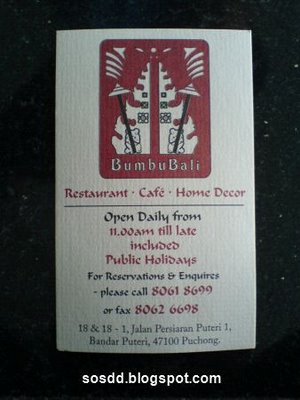 BumbuBali
Restaurant · Café · Home Decor
Open Daily from
11.00am till late
included
Public Holidays
For Reservations & Enquires
- please call 8061 8699
or fax 8062 6698
18 & 18 - 1, Jalan Persiaran Puteri 1,
Bandar Puteri, 47100 Puchong.
sosdd.blogspot.com